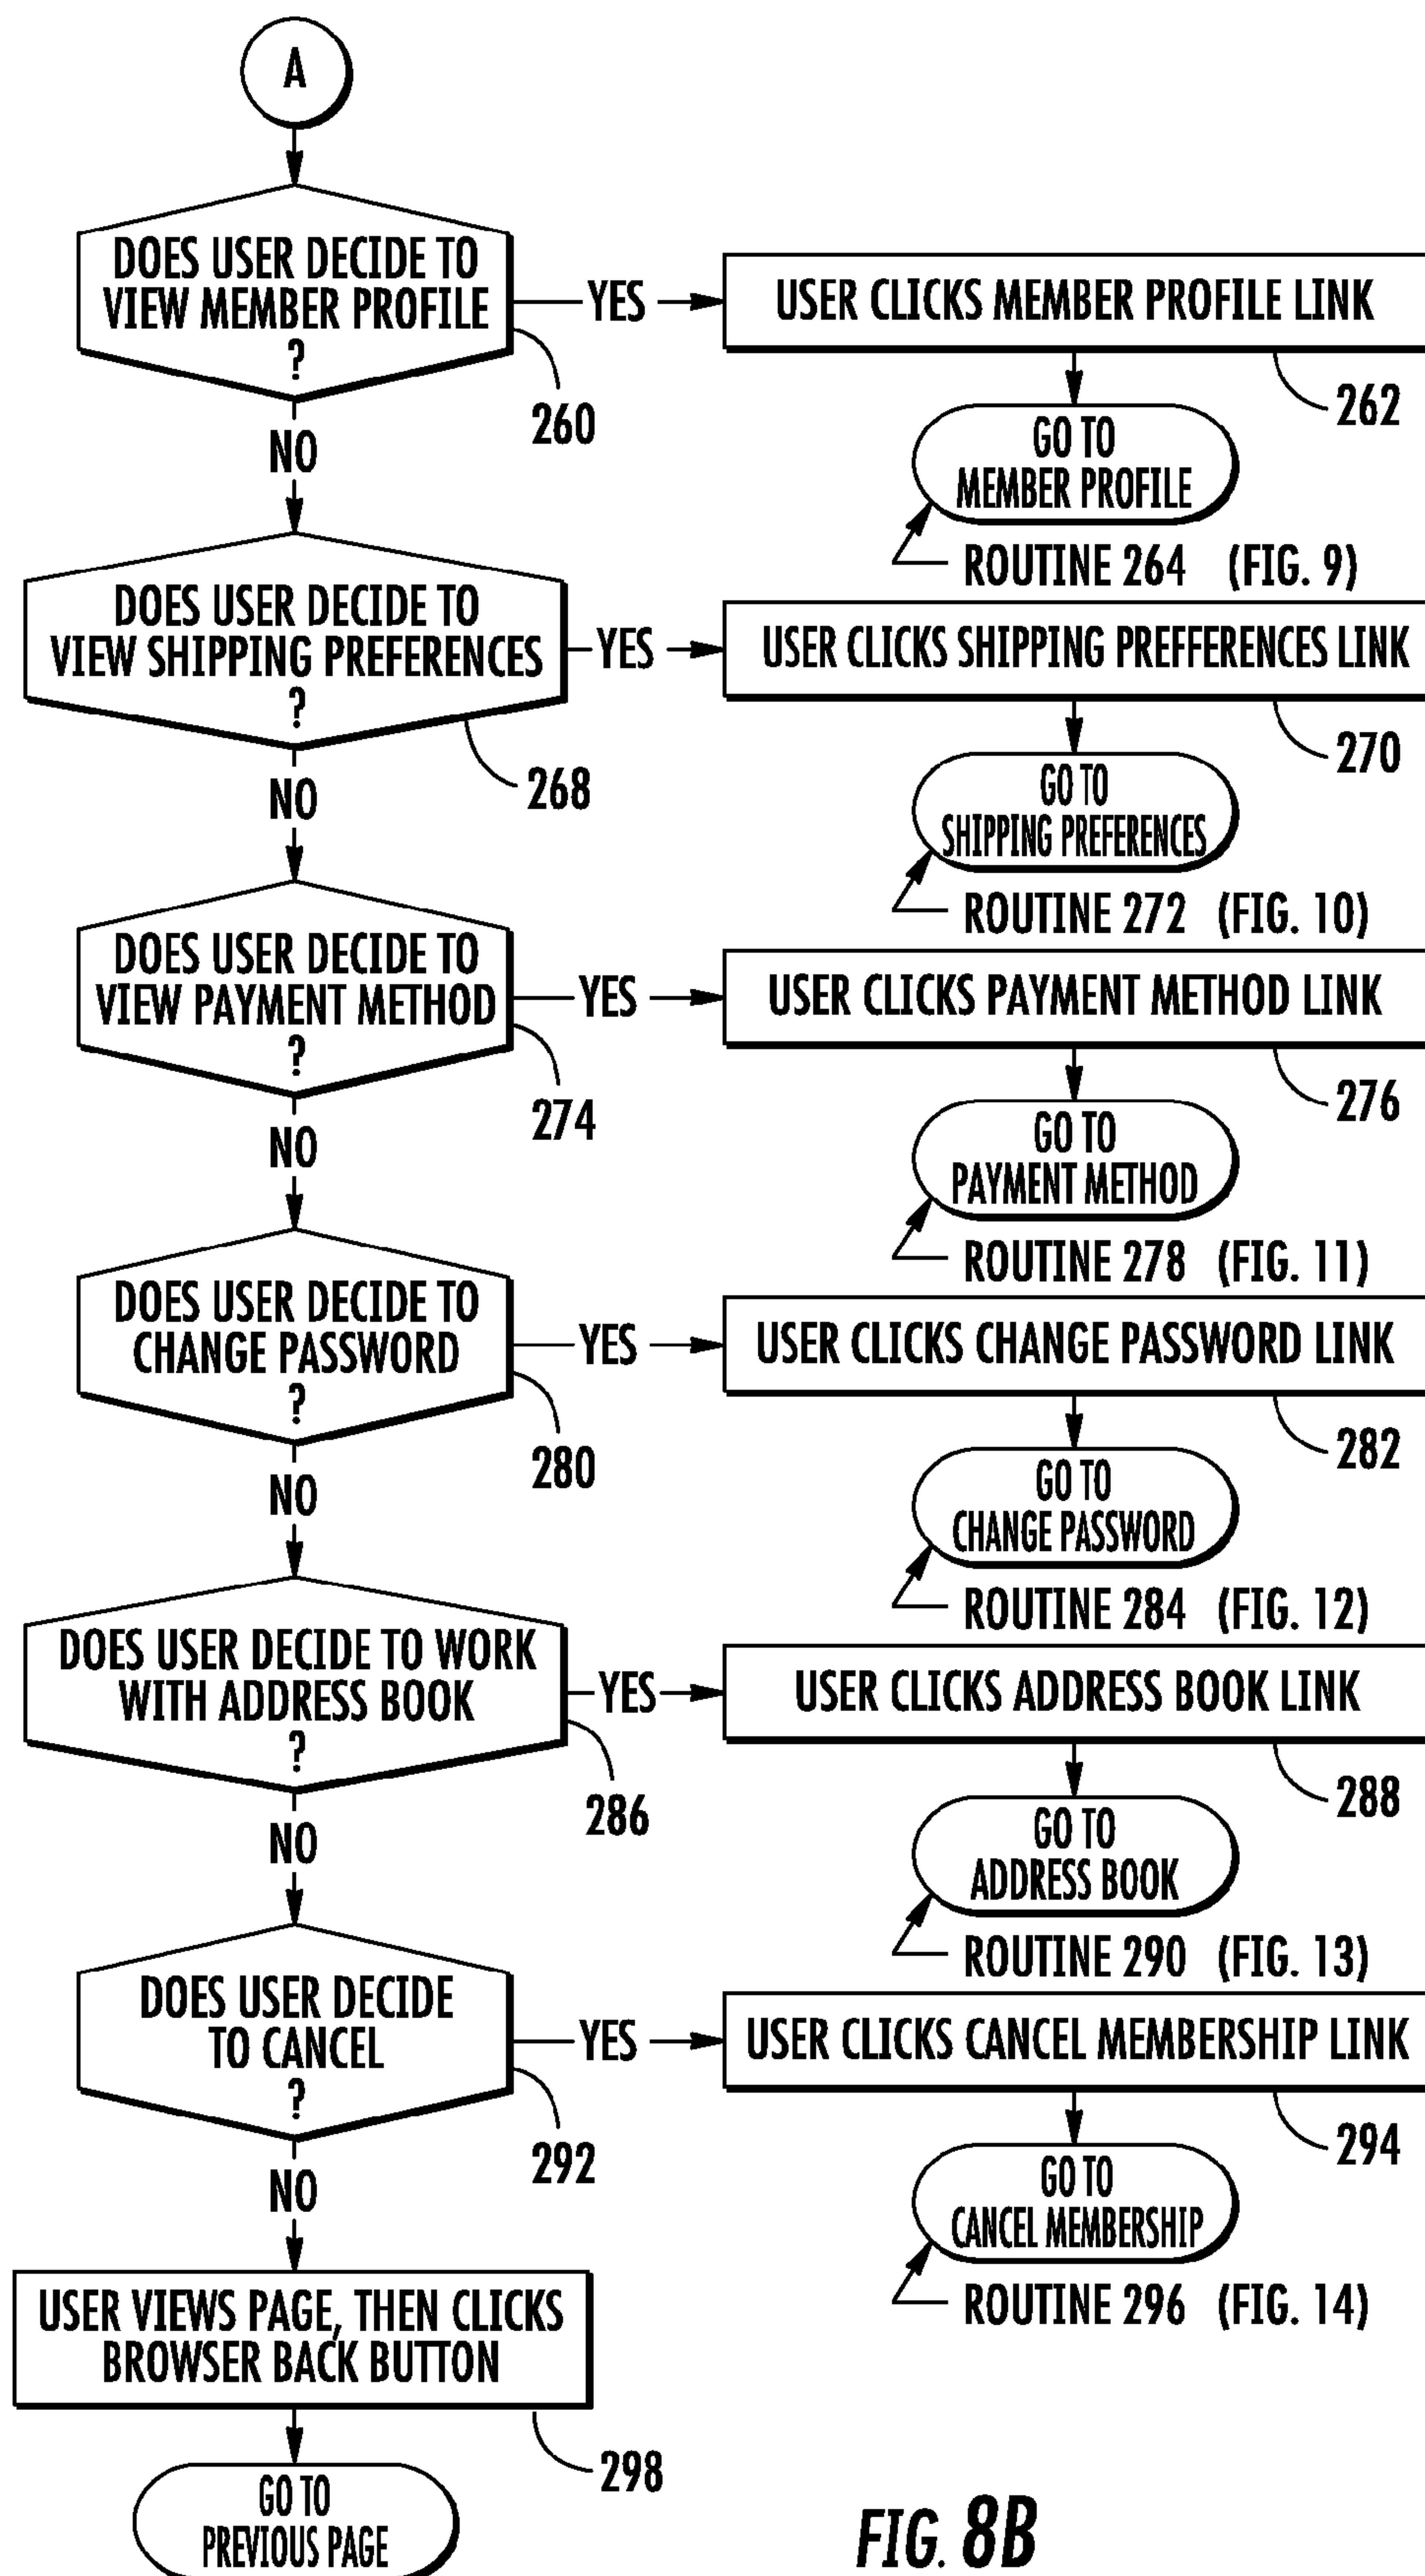 A
DOES USER DECIDE TO
VIEW MEMBER PROFILE
?
260
YES
USER CLICKS MEMBER PROFILE LINK
262
GO TO
MEMBER PROFILE
ROUTINE 264 (FIG. 9)
NO
DOES USER DECIDE TO
VIEW SHIPPING PREFERENCES
?
268
YES
USER CLICKS SHIPPING PREFFERENCES LINK
270
GO TO
SHIPPING PREFERENCES
ROUTINE 272 (FIG. 10)
NO
DOES USER DECIDE TO
VIEW PAYMENT METHOD
?
274
YES
USER CLICKS PAYMENT METHOD LINK
276
GO TO
PAYMENT METHOD
ROUTINE 278 (FIG. 11)
NO
DOES USER DECIDE TO
CHANGE PASSWORD
?
280
YES
USER CLICKS CHANGE PASSWORD LINK
282
GO TO
CHANGE PASSWORD
ROUTINE 284 (FIG. 12)
NO
DOES USER DECIDE TO WORK
WITH ADDRESS BOOK
?
286
YES
USER CLICKS ADDRESS BOOK LINK
288
GO TO
ADDRESS BOOK
ROUTINE 290 (FIG. 13)
NO
DOES USER DECIDE
TO CANCEL
?
292
YES
USER CLICKS CANCEL MEMBERSHIP LINK
294
GO TO
CANCEL MEMBERSHIP
ROUTINE 296 (FIG. 14)
NO
USER VIEWS PAGE, THEN CLICKS
BROWSER BACK BUTTON
298
GO TO
PREVIOUS PAGE
FIG. 8B